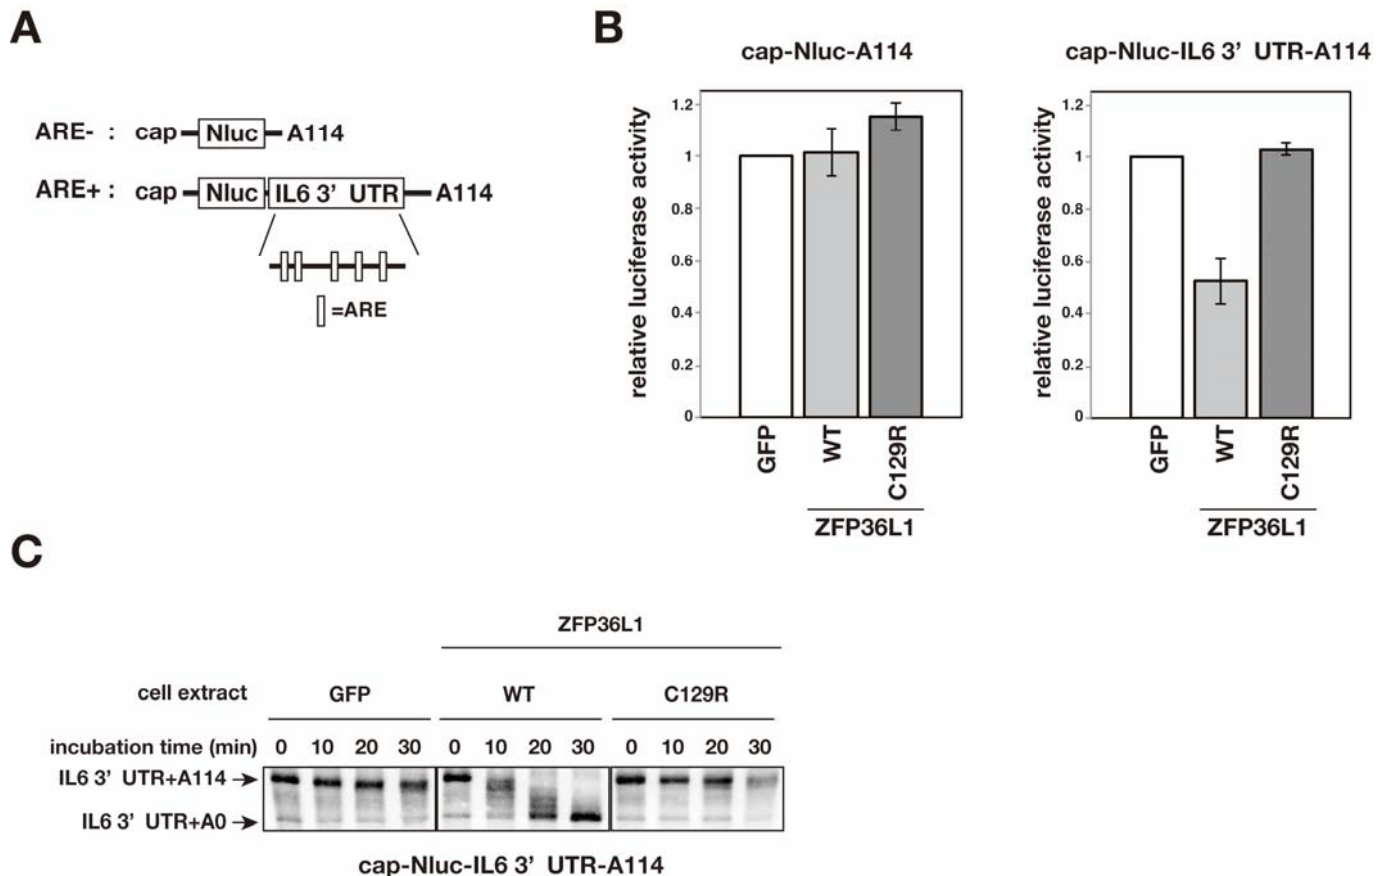 A
ARE- : cap Nluc A114
ARE+ : cap Nluc IL6 3’ UTR A114
=ARE
B
cap-Nluc-A114
relative luciferase activity
1.2
1
0.8
0.6
0.4
0.2
0
GFP
WT
C129R
ZFP36L1
cap-Nluc-IL6 3’ UTR-A114
relative luciferase activity
1.2
1
0.8
0.6
0.4
0.2
0
GFP
WT
C129R
ZFP36L1
C
ZFP36L1
cell extract GFP WT C129R
incubation time (min) 0 10 20 30 0 10 20 30 0 10 20 30
IL6 3’ UTR+A114
IL6 3’ UTR+A0
cap-Nluc-IL6 3’ UTR-A114